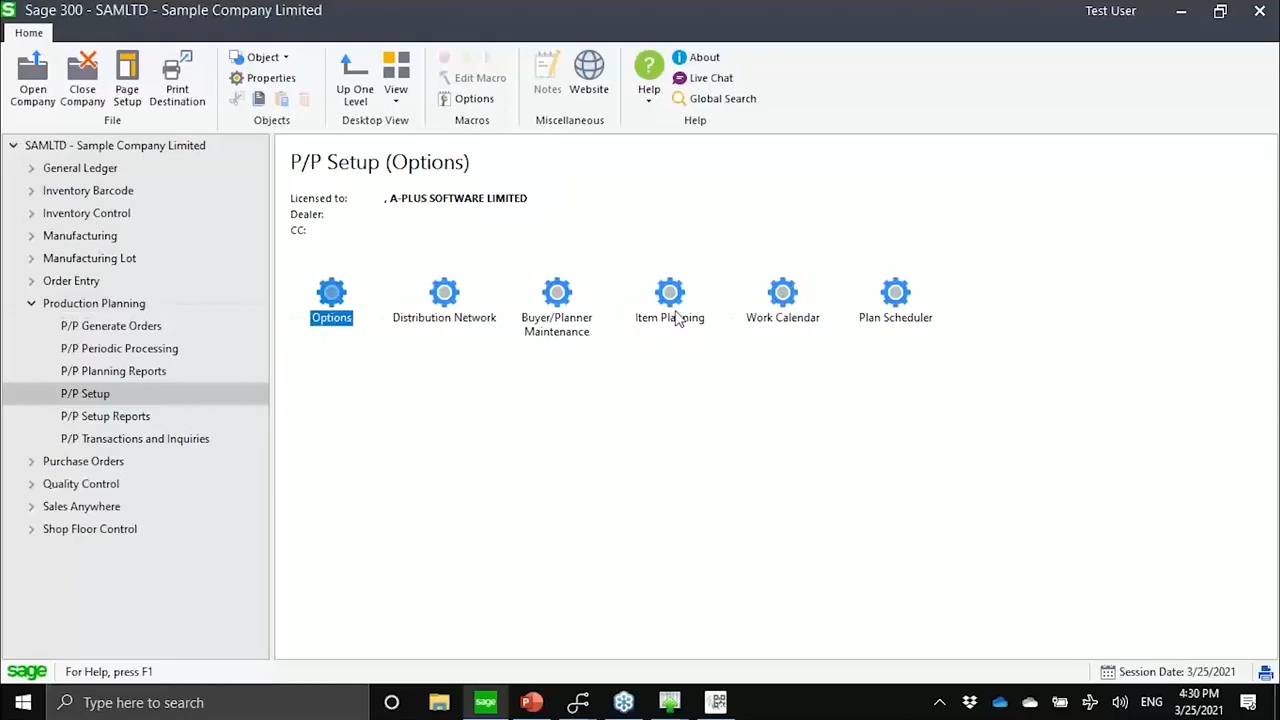 Sage 300 - SAMLTD - Sample Company Limited
Test User
Home
Open Company
Close Company
Page Setup
Print Destination
File
Object
Properties
Objects
Up One Level
View
Desktop View
Edit Macro
Options
Macros
Notes
Website
Miscellaneous
Help
About
Live Chat
Global Search
Help
SAMLTD - Sample Company Limited
General Ledger
Inventory Barcode
Inventory Control
Manufacturing
Manufacturing Lot
Order Entry
Production Planning
P/P Generate Orders
P/P Periodic Processing
P/P Planning Reports
P/P Setup
P/P Setup Reports
P/P Transactions and Inquiries
Purchase Orders
Quality Control
Sales Anywhere
Shop Floor Control
P/P Setup (Options)
Licensed to: , A-PLUS SOFTWARE LIMITED
Dealer:
CC:
Options
Distribution Network
Buyer/Planner
Maintenance
Item Planning
Work Calendar
Plan Scheduler
sage
For Help, press F1
Session Date: 3/25/2021
Type here to search
sage
ENG
4:30 PM
3/25/2021